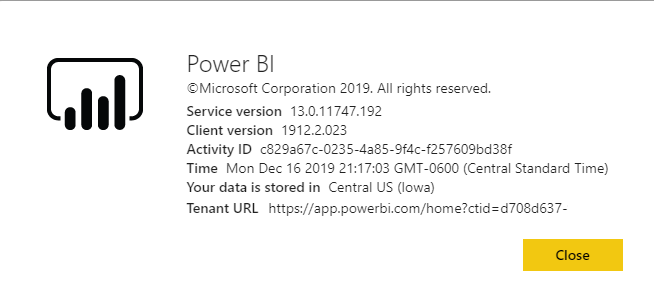 Power BI
©Microsoft Corporation 2019. All rights reserved.
Service version 13.0.11747.192
Client version 1912.2.023
Activity ID c829a67c-0235-4a85-9f4c-f257609bd38f
Time Mon Dec 16 2019 21:17:03 GMT-0600 (Central Standard Time)
Your data is stored in Central US (Iowa)
Tenant URL https://app.powerbi.com/home?ctid=d708d637-
Close